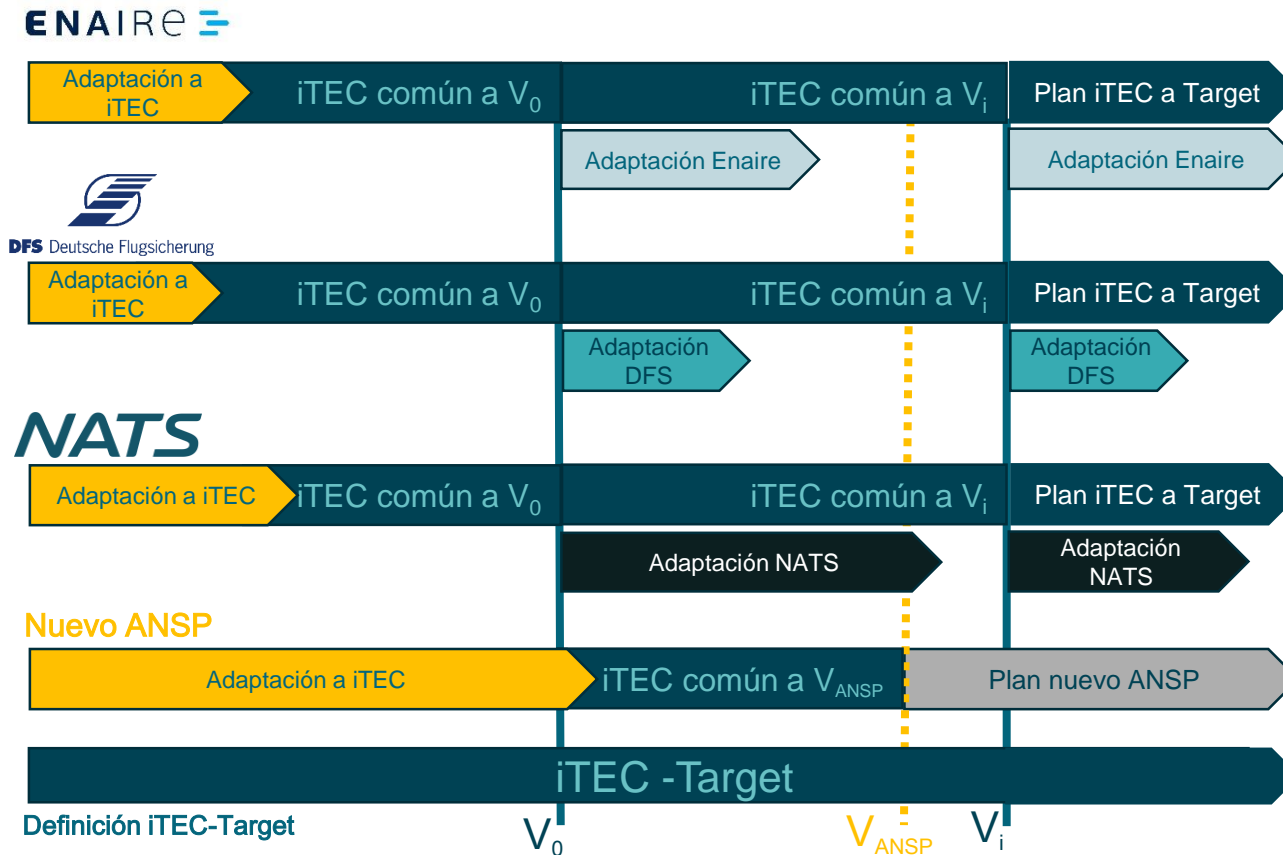 ENAIRe
Adaptación a
iTEC
iTEC común a V0
iTEC común a Vi
Plan iTEC a Target
Adaptación Enaire
Adaptación Enaire
DFS Deutsche Flugsicherung
Adaptación a
iTEC
iTEC común a V0
iTEC común a Vi
Plan iTEC a Target
Adaptación
DFS
Adaptación
DFS
NATS
Adaptación a iTEC
iTEC común a V0
iTEC común a Vi
Plan iTEC a Target
Adaptación NATS
Adaptación
NATS
Nuevo ANSP
Adaptación a iTEC
iTEC común a VANSP
Plan nuevo ANSP
iTEC -Target
Definición iTEC-Target
V0
VANSP
Vi